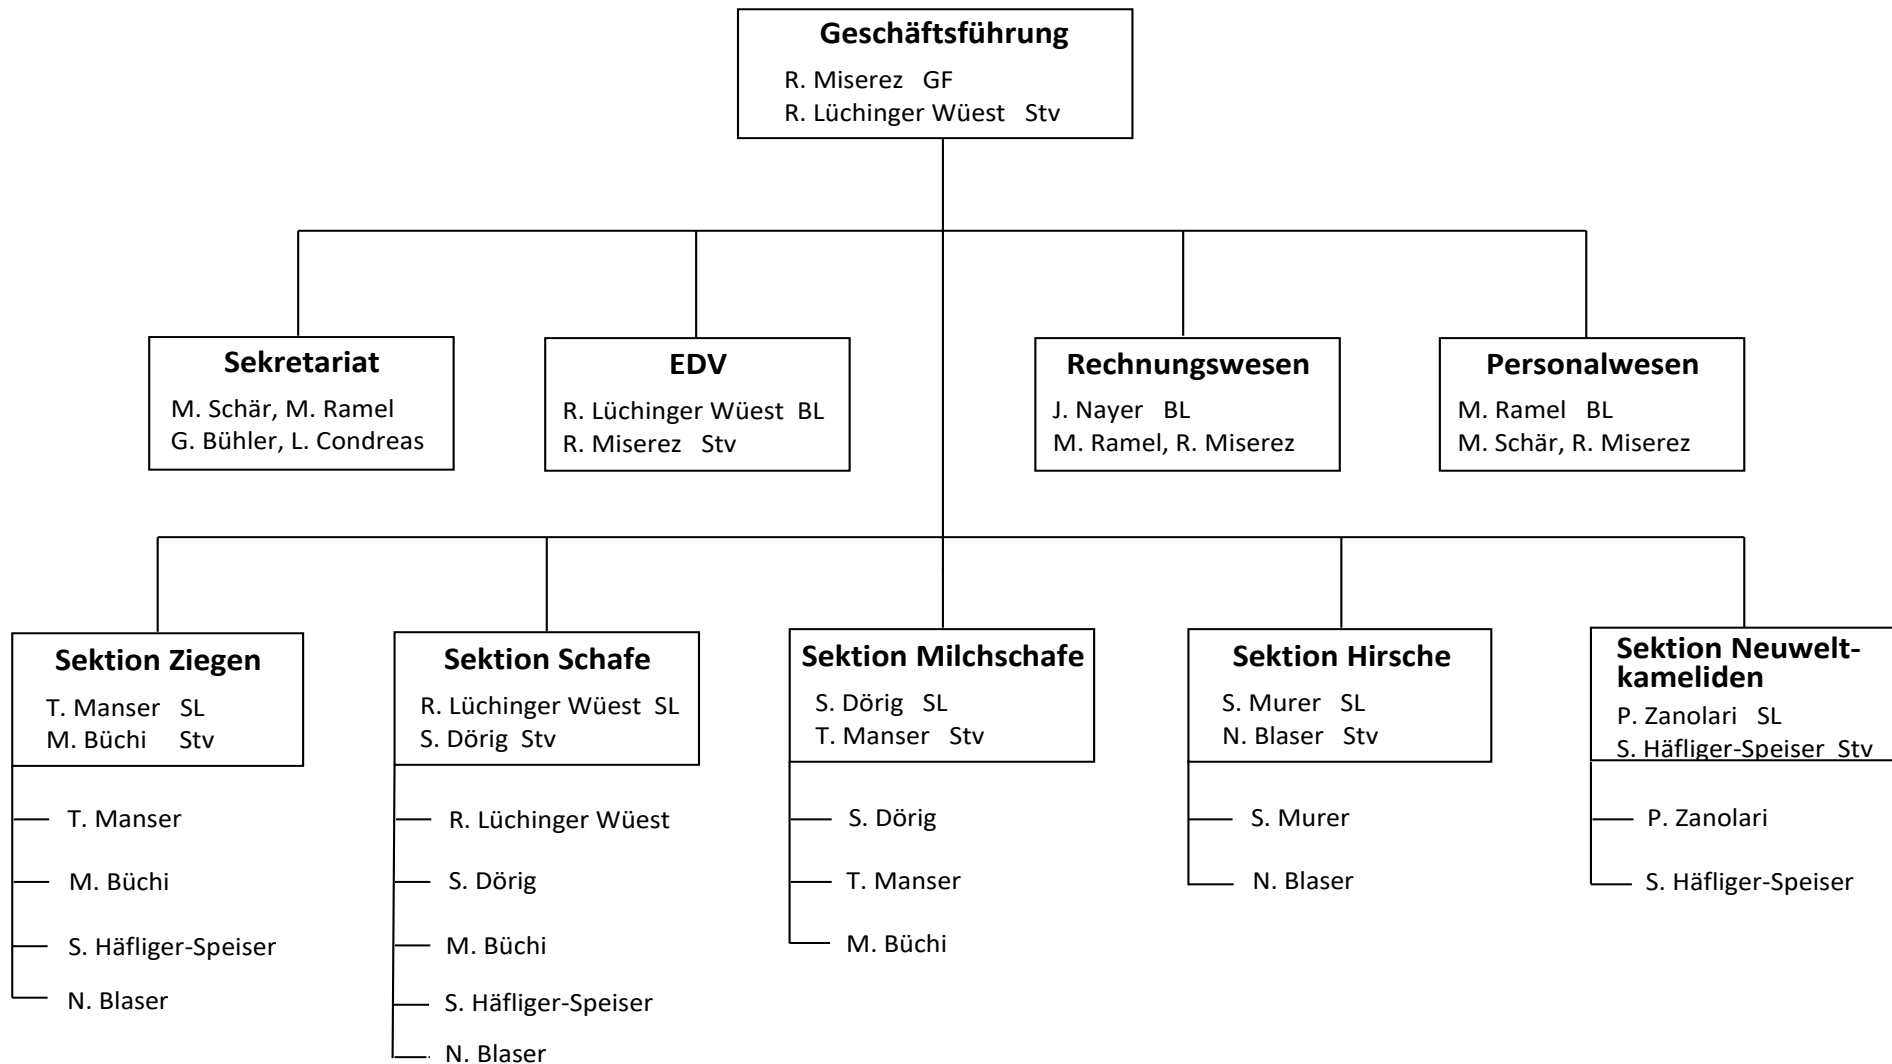 Geschäftsführung
R. Miserez GF
R. Lüchinger Wüest Stv
Sekretariat
M. Schär, M. Ramel
G. Bühler, L. Condreas
EDV
R. Lüchinger Wüest BL
R. Miserez Stv
Rechnungswesen
J. Nayer BL
M. Ramel, R. Miserez
Personalwesen
M. Ramel BL
M. Schär, R. Miserez
Sektion Ziegen
T. Manser SL
M. Büchi Stv
T. Manser
M. Büchi
S. Häfliger-Speiser
N. Blaser
Sektion Schafe
R. Lüchinger Wüest SL
S. Dörig Stv
R. Lüchinger Wüest
S. Dörig
M. Büchi
S. Häfliger-Speiser
N. Blaser
Sektion Milchschafe
S. Dörig SL
T. Manser Stv
S. Dörig
T. Manser
M. Büchi
Sektion Hirsche
S. Murer SL
N. Blaser Stv
S. Murer
N. Blaser
Sektion Neuwelt-
kameliden
P. Zanolari SL
S. Häfliger-Speiser Stv
P. Zanolari
S. Häfliger-Speiser